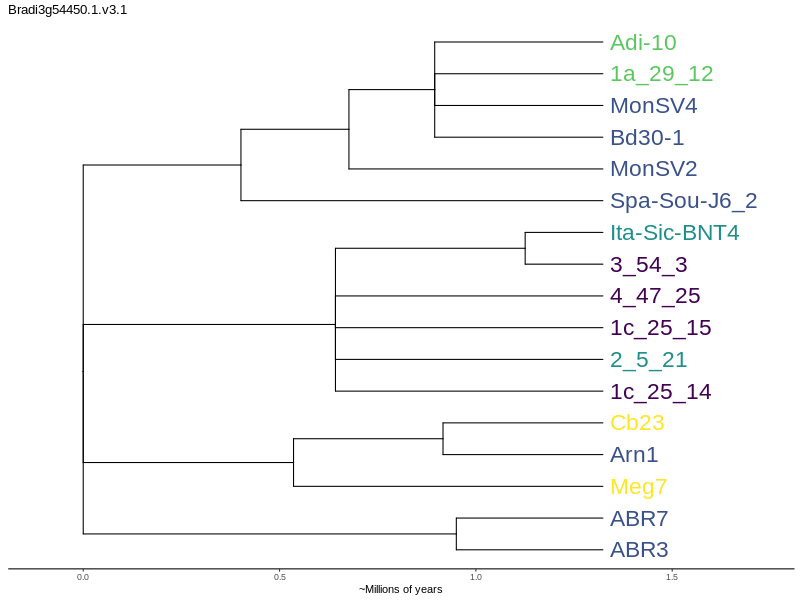 Bradi3g54450.1.v3.1
Adi-10
1a_29_12
MonSV4
Bd30-1
MonSV2
Spa-Sou-J6_2
Ita-Sic-BNT4
3_54_3
4_47_25
1c_25_15
2_5_21
1c_25_14
Cb23
Arn1
Meg7
ABR7
ABR3
0.0 0.5 1.0 1.5
~Millions of years